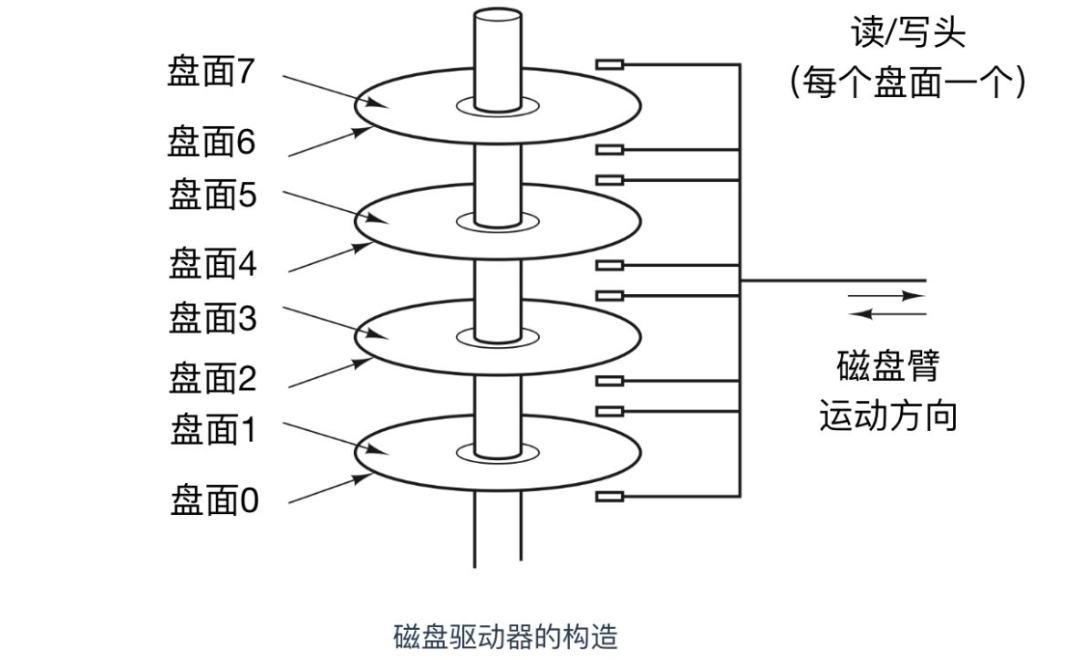 读/写头
（每个盘面一个）
盘面7
盘面6
盘面5
盘面4
盘面3
盘面2
盘面1
盘面0
磁盘臂
运动方向
磁盘驱动器的构造